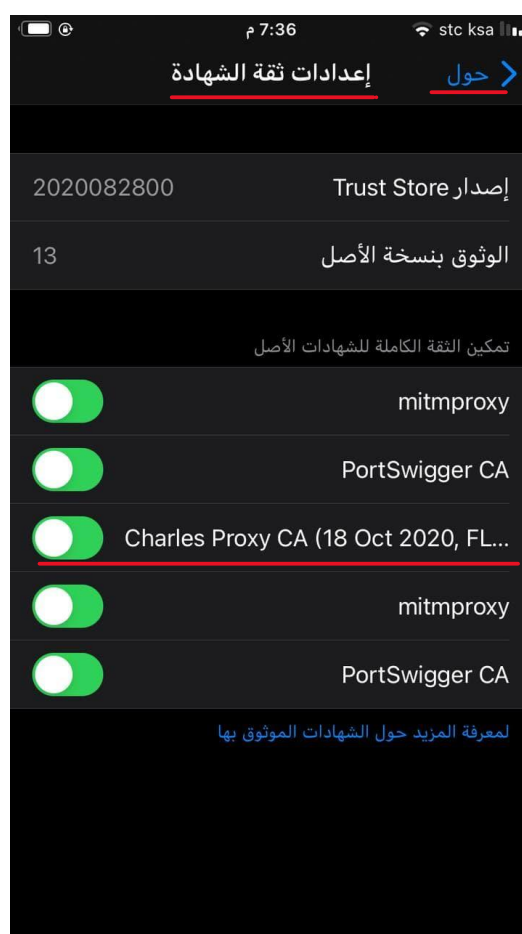 7:36 م
stc ksa
حول
إعدادات ثقة الشهادة
إصدار Trust Store 2020082800
الوثوق بنسخة الأصل 13
تمكين الثقة الكاملة للشهادات الأصل
mitmproxy
PortSwigger CA
Charles Proxy CA (18 Oct 2020, FL...
mitmproxy
PortSwigger CA
لمعرفة المزيد حول الشهادات الموثوق بها